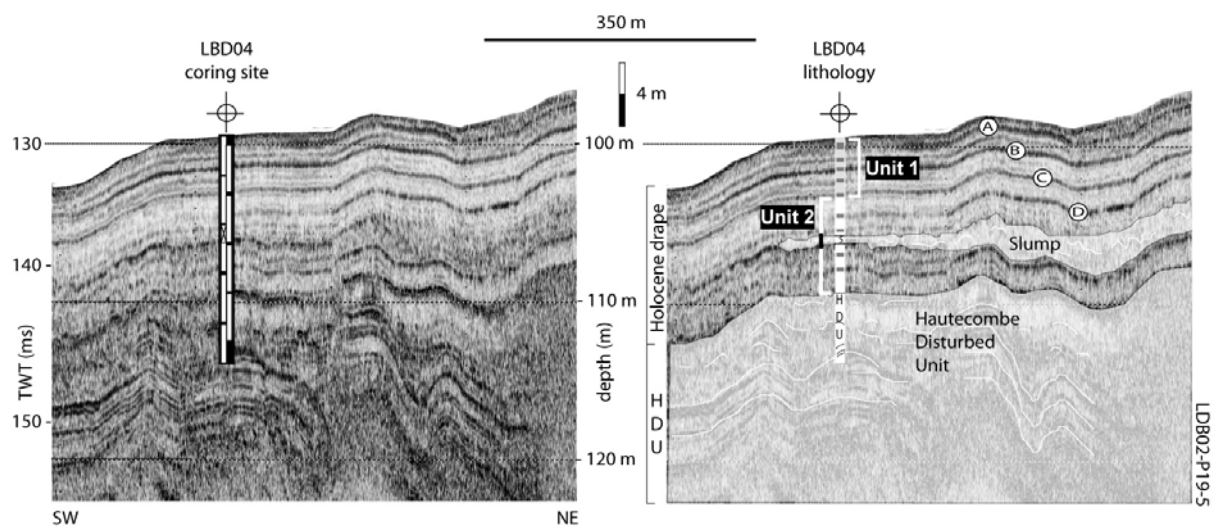 350 m
LBD04
coring site
LBD04
lithology
4 m
130
140
150
TWT (ms)
100 m
110 m
120 m
depth (m)
SW
NE
A
B
C
D
Unit 1
Unit 2
Slump
Holocene drape
H
D
U
Hautecombe
Disturbed
Unit
H
D
U
LDB02-P19-5